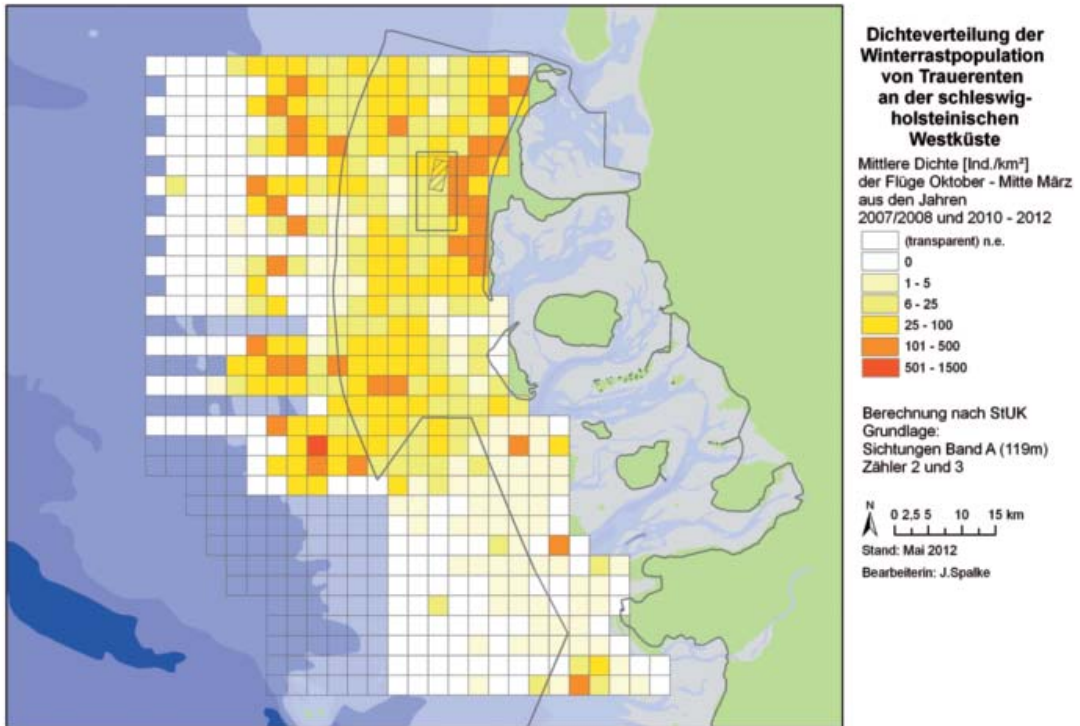 Dichteverteilung der
Winterrastpopulation
von Trauerenten
an der schleswig-
holsteinischen
Westküste
Mittlere Dichte [Ind./km²]
der Flüge Oktober - Mitte März
aus den Jahren
2007/2008 und 2010 - 2012
(transparent) n.e.
0
1 - 5
6 - 25
25 - 100
101 - 500
501 - 1500
Berechnung nach StUK
Grundlage:
Sichtungen Band A (119m)
Zähler 2 und 3
N
0 2,5 5 10 15 km
Stand: Mai 2012
Bearbeiterin: J.Spalke